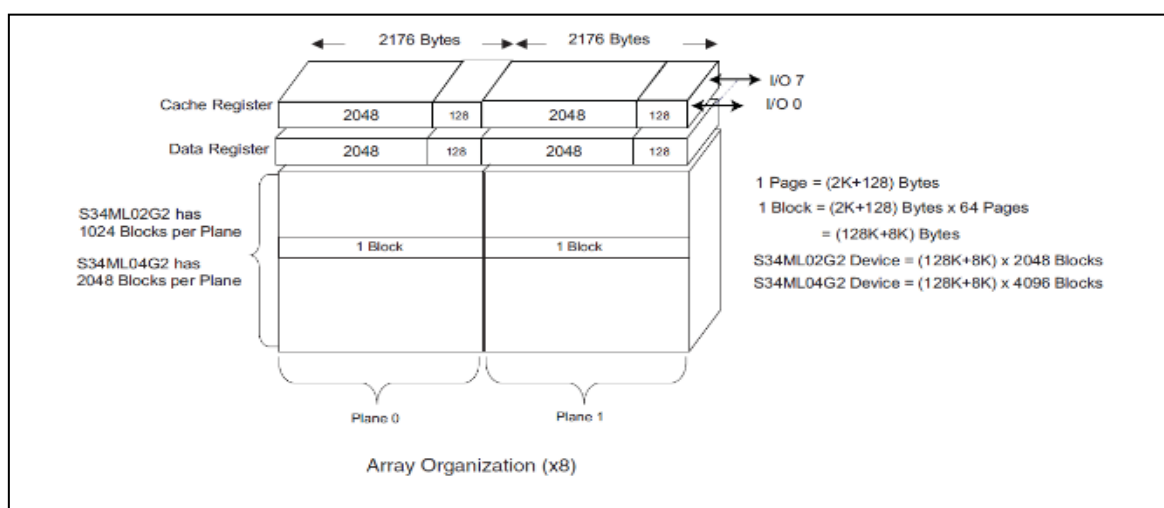 2176 Bytes 2176 Bytes
I/O 7
I/O 0
Cache Register 2048 128 2048 128
Data Register 2048 128 2048 128
1 Page = (2K+128) Bytes
1 Block = (2K+128) Bytes x 64 Pages
= (128K+8K) Bytes
S34ML02G2 Device = (128K+8K) x 2048 Blocks
S34ML04G2 Device = (128K+8K) x 4096 Blocks
S34ML02G2 has
1024 Blocks per Plane
S34ML04G2 has
2048 Blocks per Plane
1 Block 1 Block
Plane 0 Plane 1
Array Organization (x8)